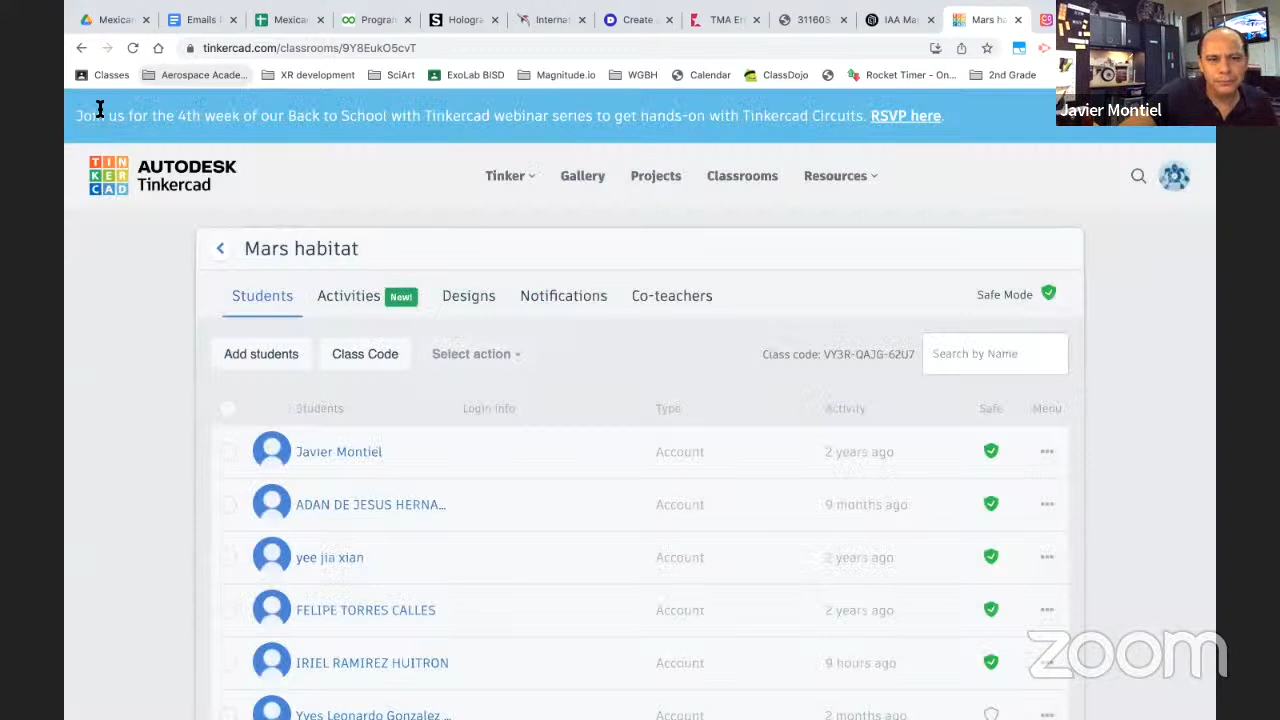 Mexican
Emails
Mexica
Progran
Hologra
Internat
Create
TMA E
311603
IAA Ma
Mars h
tinkercad.com/classrooms/9Y8EukO5cvT
Classes
Aerospace Acade...
XR development
SciArt
ExoLab BISD
Magnitude.io
WGBH
Calendar
ClassDojo
Rocket Timer - On...
2nd Grade
Javier Montiel
Join us for the 4th week of our Back to School with Tinkercad webinar series to get hands-on with Tinkercad Circuits. RSVP here.
TIN
KER
CAD
AUTODESK
Tinkercad
Tinker
Gallery
Projects
Classrooms
Resources
Mars habitat
Students
Activities New!
Designs
Notifications
Co-teachers
Safe Mode
Add students
Class Code
Select action
Class code: VY3R-QAJG-62U7
Search by Name
Students Login Info Type Activity Safe Menu
Javier Montiel Account 2 years ago
ADAN DE JESUS HERNA... Account 9 months ago
yee jia xian Account 2 years ago
FELIPE TORRES CALLES Account 2 years ago
IRIEL RAMIREZ HUITRON Account 9 hours ago
Yves Leonardo Gonzalez ... Account 2 months ago
zoom